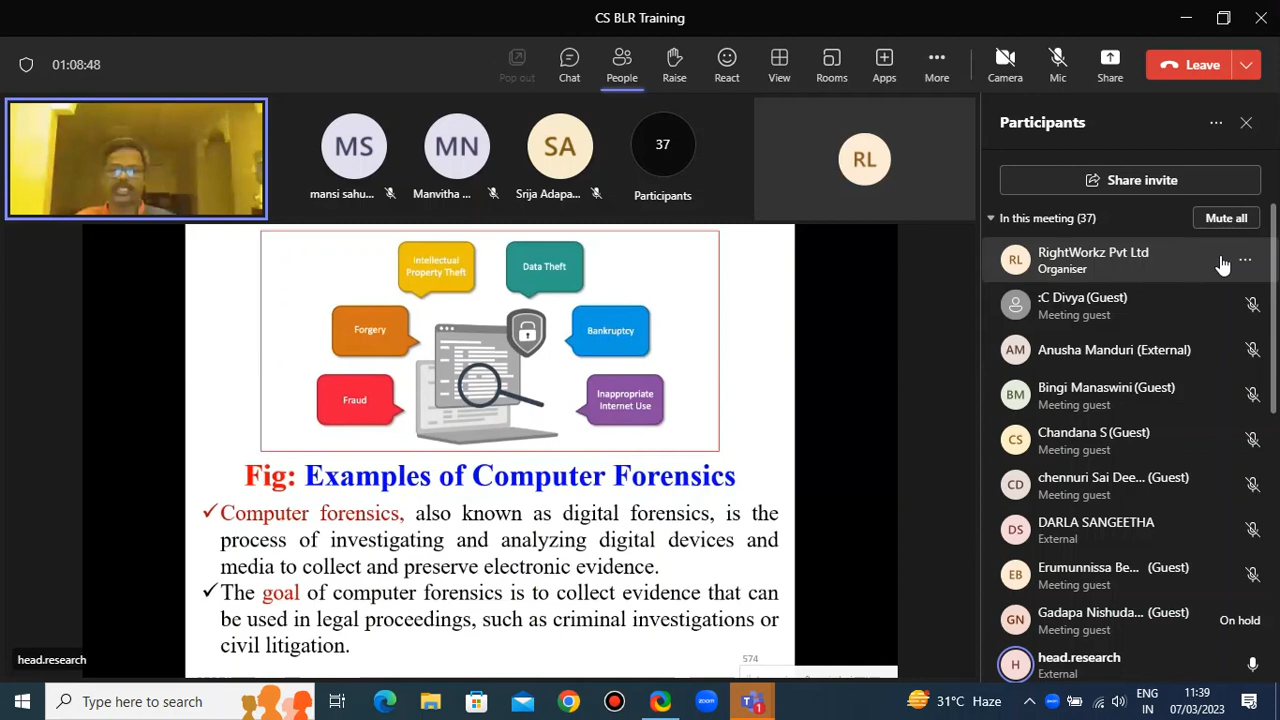 CS BLR Training
01:08:48
Pop out
Chat
People
Raise
React
View
Rooms
Apps
More
Camera
Mic
Share
Leave
MS
mansi sahu...
MN
Manvitha ...
SA
Srija Adapa...
37
Participants
RL
Participants
Share invite
In this meeting (37)
Mute all
RL
RightWorkz Pvt Ltd
Organiser
:C Divya (Guest)
Meeting guest
AM
Anusha Manduri (External)
BM
Bingi Manaswini (Guest)
Meeting guest
CS
Chandana S (Guest)
Meeting guest
CD
chennuri Sai Da... (Guest)
Meeting guest
DS
DARLA SANGEETHA
External
EB
Erumunnissa Be... (Guest)
Meeting guest
GN
Gadapa Nishuda... (Guest)
Meeting guest
On hold
H
head.research
External
Intellectual
Property Theft
Data Theft
Forgery
Bankruptcy
Fraud
Inappropriate
Internet Use
Fig: Examples of Computer Forensics
✓Computer forensics, also known as digital forensics, is the
process of investigating and analyzing digital devices and
media to collect and preserve electronic evidence.
✓The goal of computer forensics is to collect evidence that can
be used in legal proceedings, such as criminal investigations or
civil litigation.
574
head.research
Type here to search
zoom
1
31°C Haze
ENG
IN
11:39
07/03/2023